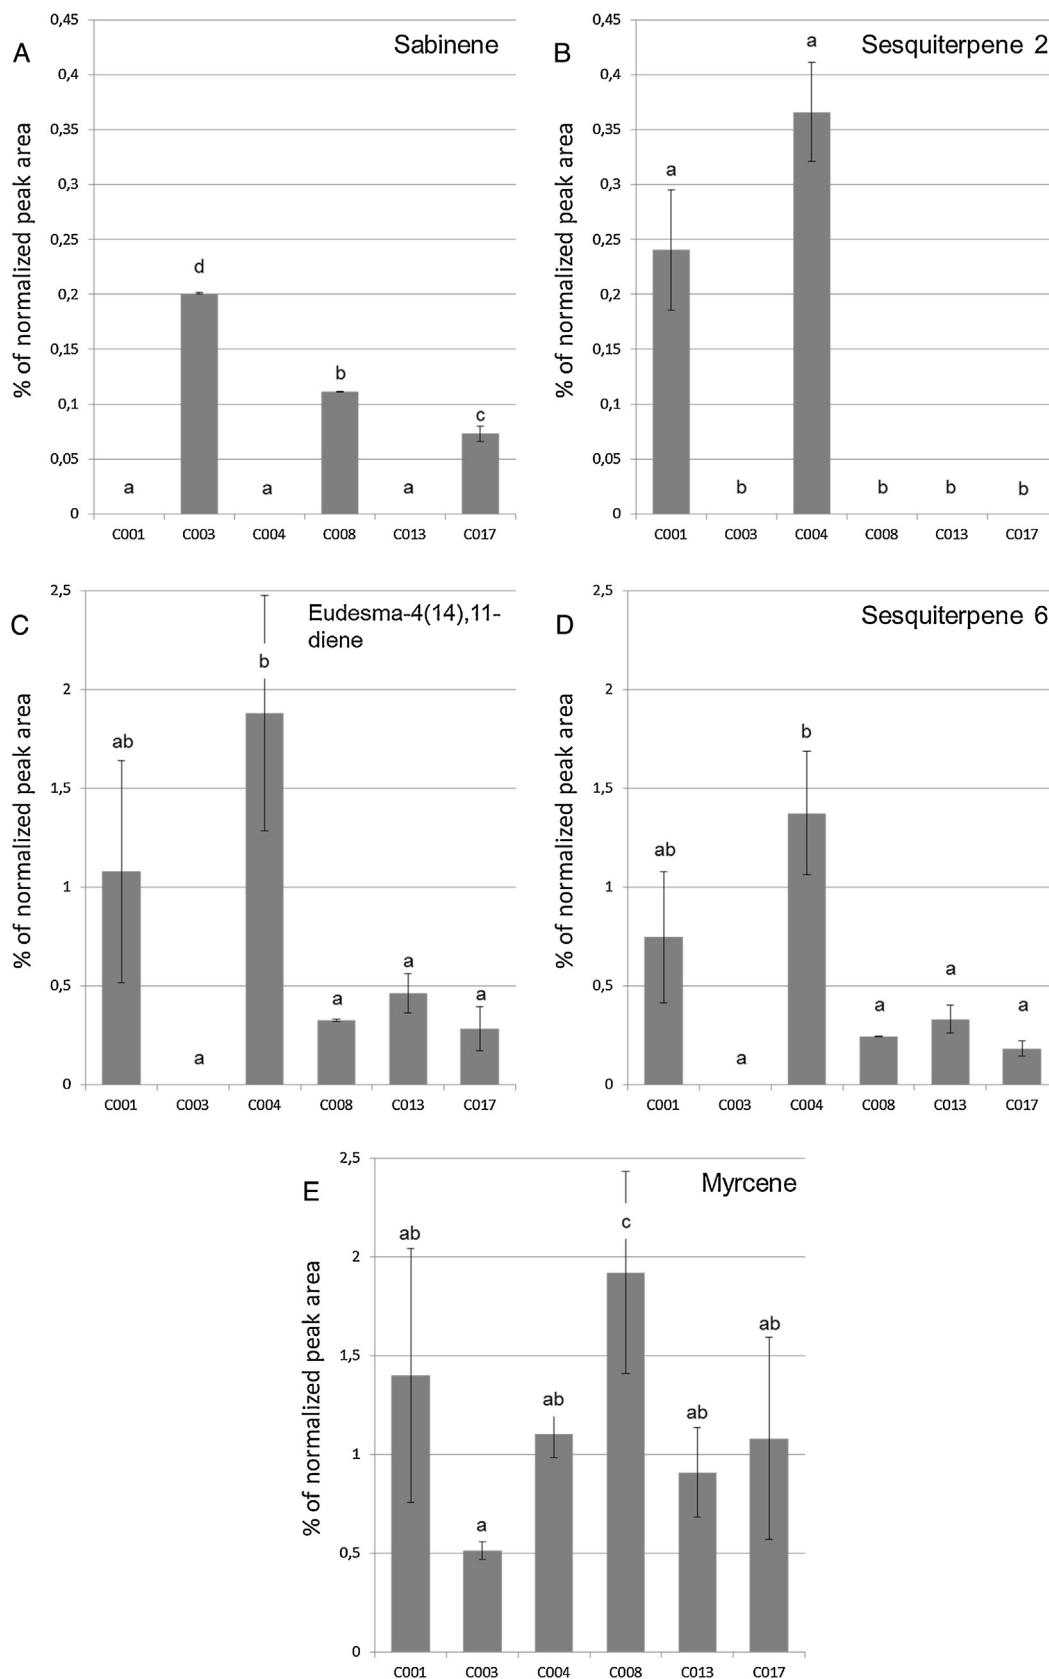 A
Sabinene
% of normalized peak area
0,45
0,4
0,35
0,3
0,25
0,2
0,15
0,1
0,05
0
a
d
a
b
a
c
C001 C003 C004 C008 C013 C017
B
Sesquiterpene 2
% of normalized peak area
0,45
0,4
0,35
0,3
0,25
0,2
0,15
0,1
0,05
0
a
b
a
b
b
b
C001 C003 C004 C008 C013 C017
C
Eudesma-4(14),11-
diene
% of normalized peak area
2,5
2
1,5
1
0,5
0
ab
a
b
a
a
a
C001 C003 C004 C008 C013 C017
D
Sesquiterpene 6
% of normalized peak area
2,5
2
1,5
1
0,5
0
ab
a
b
a
a
a
C001 C003 C004 C008 C013 C017
E
Myrcene
% of normalized peak area
2,5
2
1,5
1
0,5
0
ab
a
ab
c
ab
ab
C001 C003 C004 C008 C013 C017